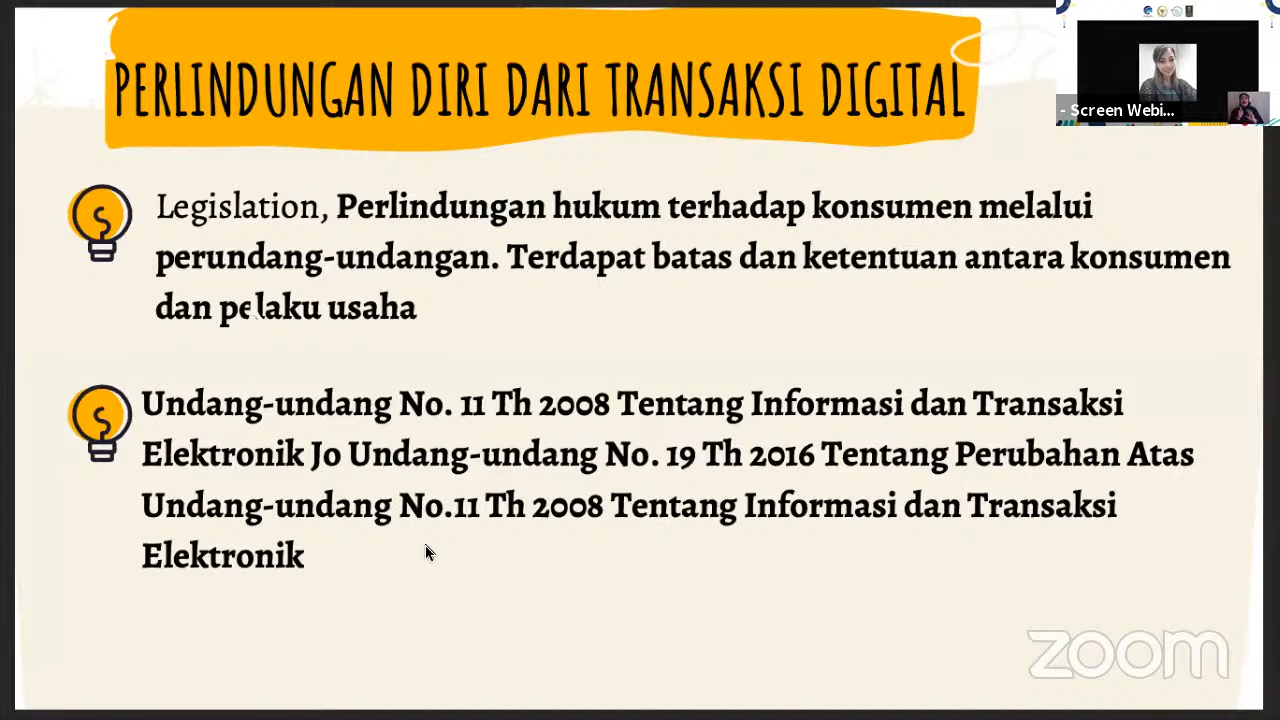 PERLINDUNGAN DIRI DARI TRANSAKSI DIGITAL
- Screen Webi...
Legislation, Perlindungan hukum terhadap konsumen melalui
perundang-undangan. Terdapat batas dan ketentuan antara konsumen
dan pelaku usaha
Undang-undang No. 11 Th 2008 Tentang Informasi dan Transaksi
Elektronik Jo Undang-undang No. 19 Th 2016 Tentang Perubahan Atas
Undang-undang No.11 Th 2008 Tentang Informasi dan Transaksi
Elektronik
zoom